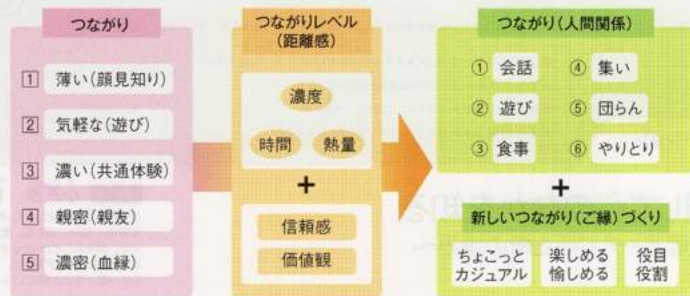 つながり
1 薄い(顔見知り)
2 気軽な(遊び)
3 濃い(共通体験)
4 親密(親友)
5 濃密(血縁)
つながりレベル
(距離感)
濃度
時間 熱量
+
信頼感
価値観
つながり(人間関係)
① 会話 ④ 集い
② 遊び ⑤ 団らん
③ 食事 ⑥ やりとり
+
新しいつながり(ご縁)づくり
ちょこっと
カジュアル
楽しめる
愉しめる
役目
役割